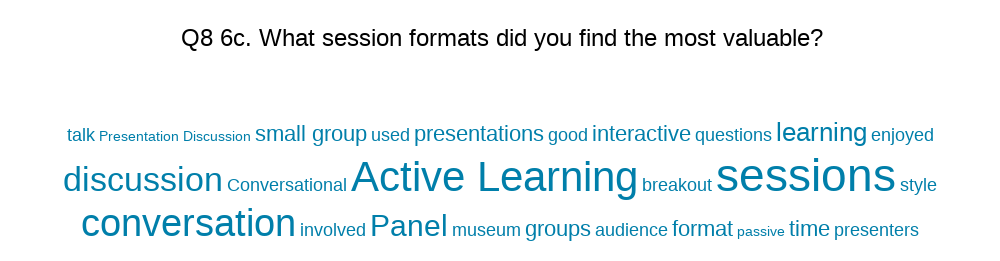 Q8 6c. What session formats did you find the most valuable?
talk Presentation Discussion small group used presentations good interactive questions learning enjoyed
discussion Conversational Active Learning breakout sessions style
conversation involved Panel museum groups audience format passive time presenters